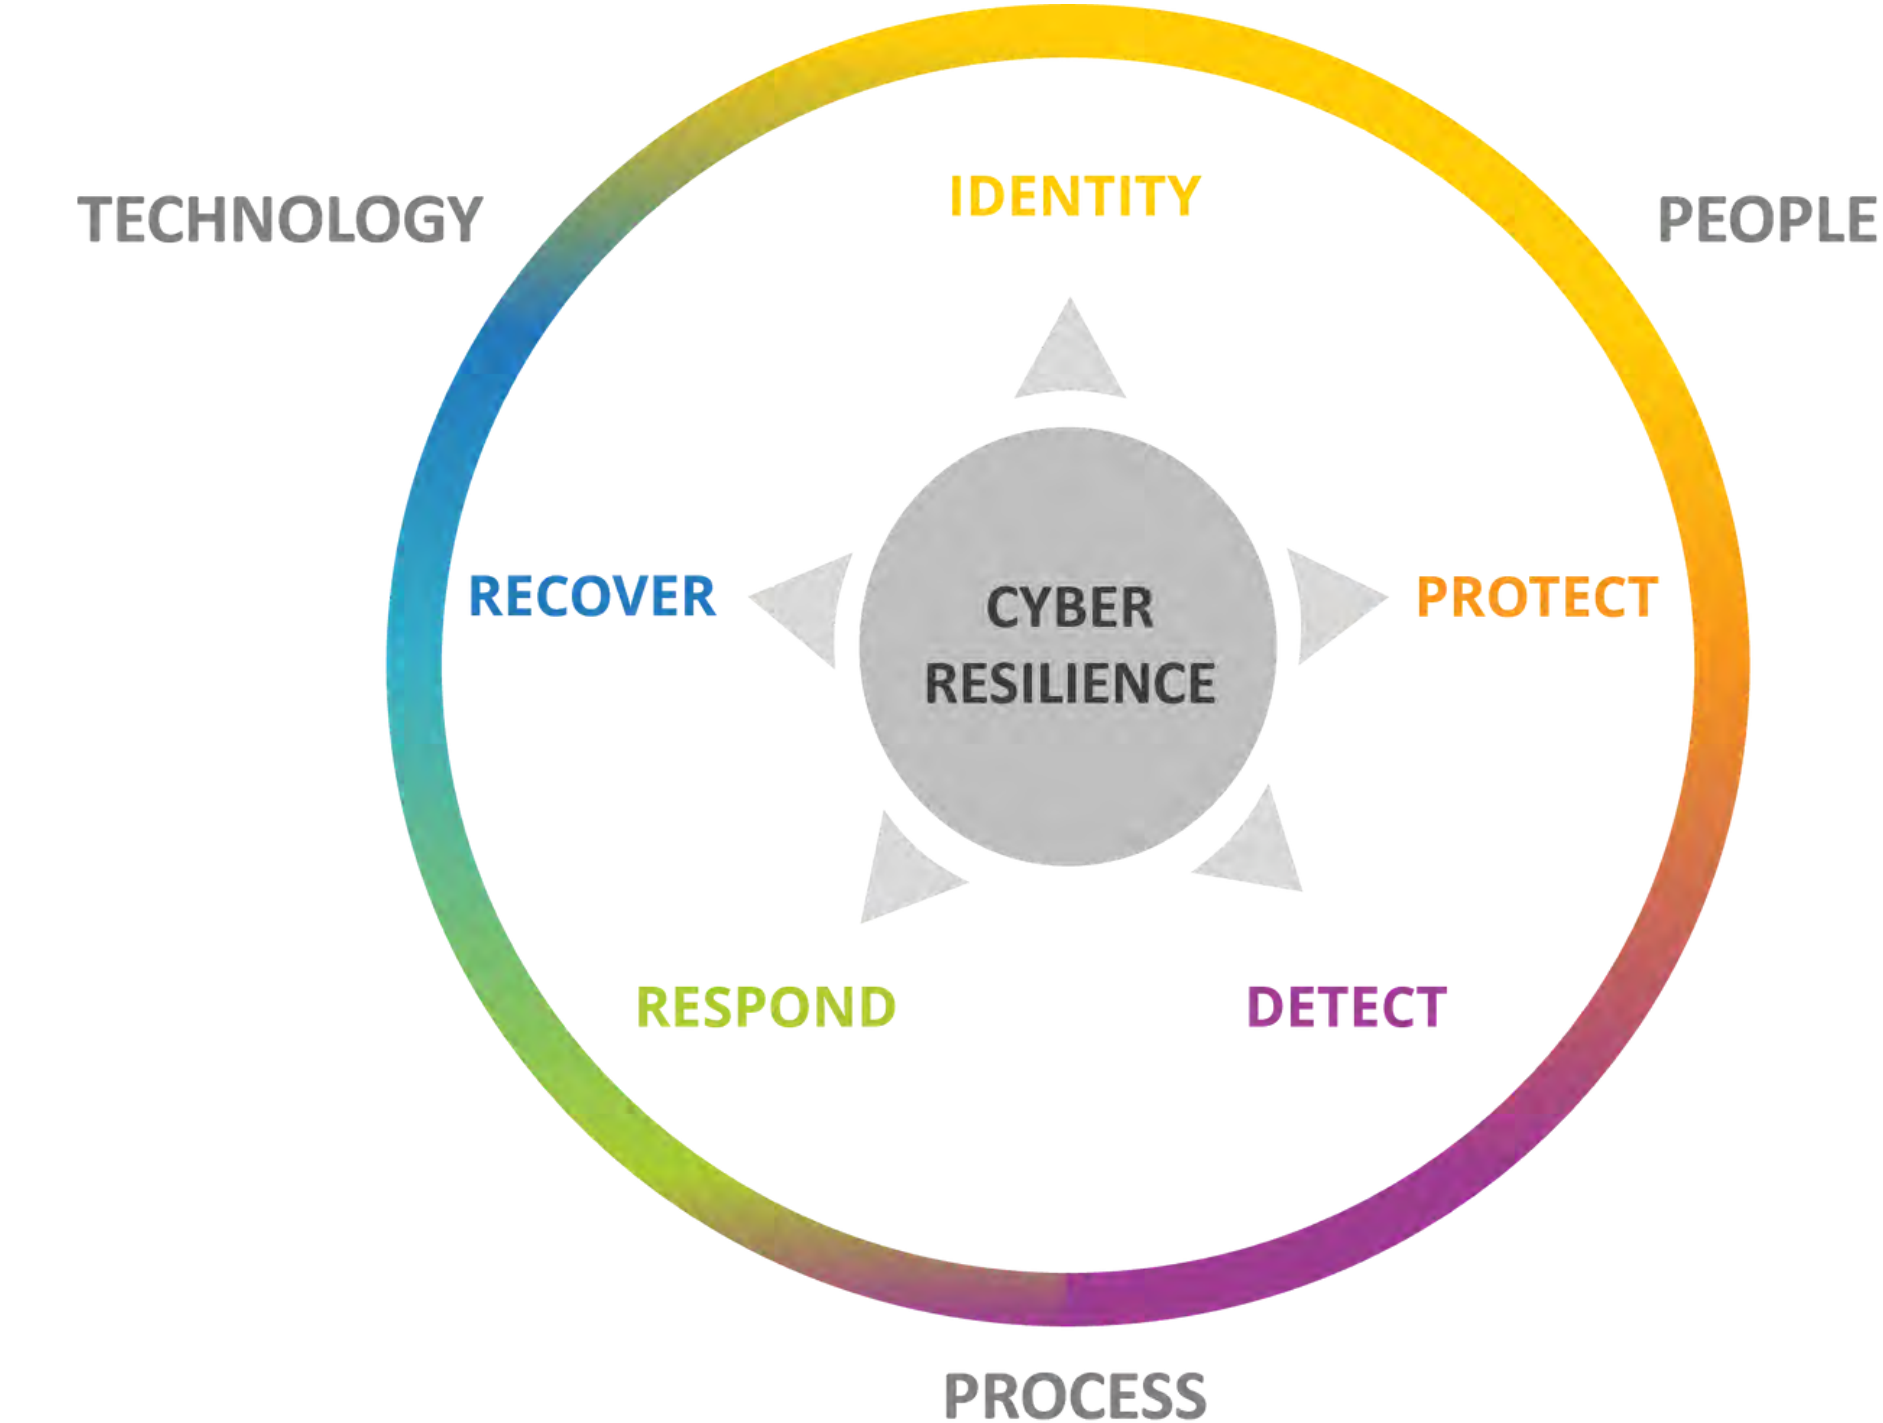 IDENTITY
TECHNOLOGY
PEOPLE
RECOVER
CYBER
RESILIENCE
PROTECT
RESPOND
DETECT
PROCESS